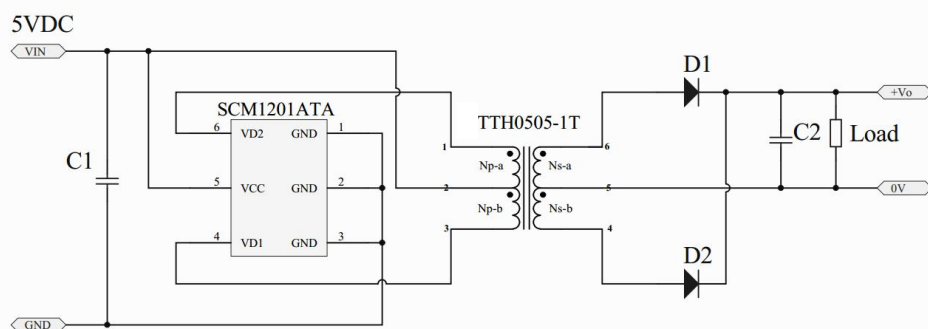 5VDC
VIN
D1
SCM1201ATA
+Vo
TTH0505-1T
6 VD2 GND 1
C2
Load
C1
1
6
Np-a
Ns-a
5 VCC GND 2
2
5
0V
Np-b
Ns-b
4 VD1 GND 3
3
4
D2
GND